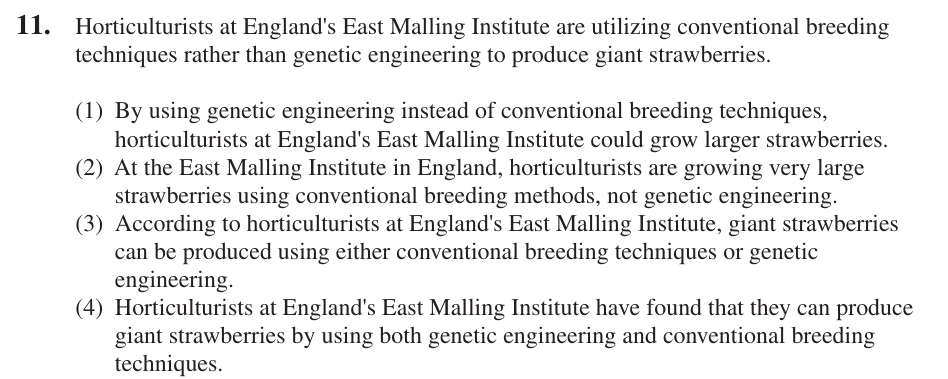 11. Horticulturists at England's East Malling Institute are utilizing conventional breeding
techniques rather than genetic engineering to produce giant strawberries.
(1) By using genetic engineering instead of conventional breeding techniques,
horticulturists at England's East Malling Institute could grow larger strawberries.
(2) At the East Malling Institute in England, horticulturists are growing very large
strawberries using conventional breeding methods, not genetic engineering.
(3) According to horticulturists at England's East Malling Institute, giant strawberries
can be produced using either conventional breeding techniques or genetic
engineering.
(4) Horticulturists at England's East Malling Institute have found that they can produce
giant strawberries by using both genetic engineering and conventional breeding
techniques.